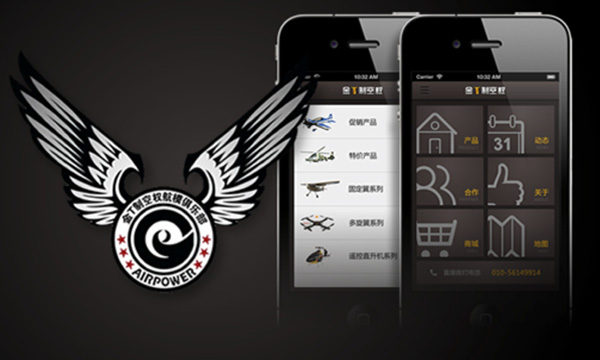 金Y制空权航模俱乐部
AIRPOWER
10:32 AM
金Y制空权
促销产品
特价产品
固定翼系列
多旋翼系列
遥控直升机系列
Carrier
10:32 AM
金Y制空权
产品
31
动态
合作
关于
商城
地图
010-56149914